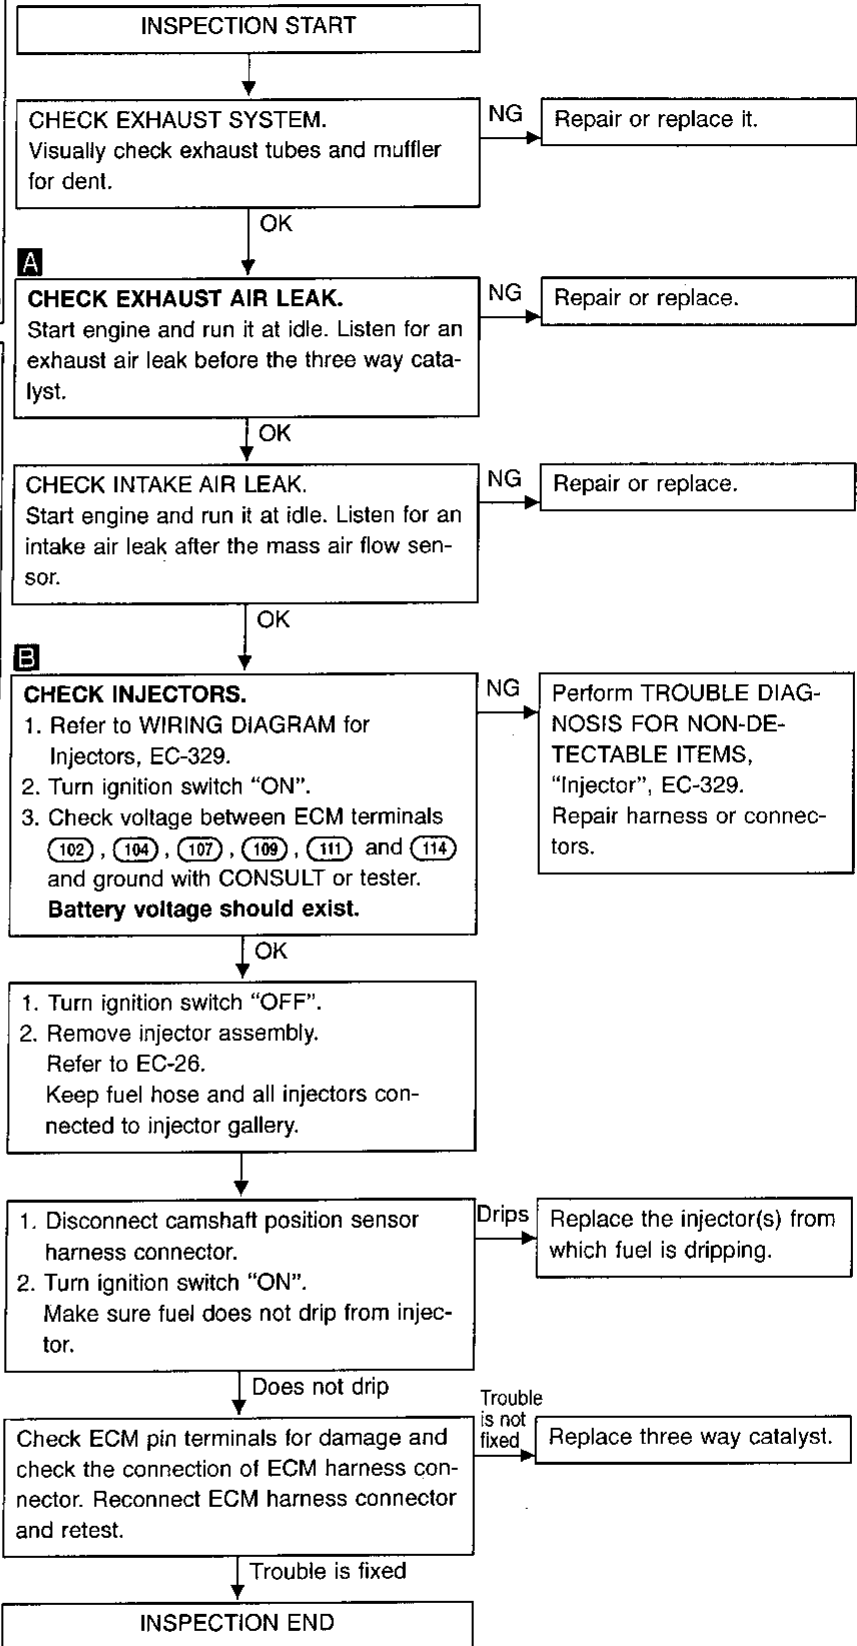 INSPECTION START
CHECK EXHAUST SYSTEM.
Visually check exhaust tubes and muffler
for dent.
NG
Repair or replace it.
OK
A
CHECK EXHAUST AIR LEAK.
Start engine and run it at idle. Listen for an
exhaust air leak before the three way cata-
lyst.
NG
Repair or replace.
OK
CHECK INTAKE AIR LEAK.
Start engine and run it at idle. Listen for an
intake air leak after the mass air flow sen-
sor.
NG
Repair or replace.
OK
B
CHECK INJECTORS.
1. Refer to WIRING DIAGRAM for
Injectors, EC-329.
2. Turn ignition switch “ON”.
3. Check voltage between ECM terminals
102 , 104 , 107 , 109 , 111 and 114
and ground with CONSULT or tester.
Battery voltage should exist.
NG
Perform TROUBLE DIAG-
NOSIS FOR NON-DE-
TECTABLE ITEMS,
“Injector”, EC-329.
Repair harness or connec-
tors.
OK
1. Turn ignition switch “OFF”.
2. Remove injector assembly.
Refer to EC-26.
Keep fuel hose and all injectors con-
nected to injector gallery.
1. Disconnect camshaft position sensor
harness connector.
2. Turn ignition switch “ON”.
Make sure fuel does not drip from injec-
tor.
Drips
Replace the injector(s) from
which fuel is dripping.
Does not drip
Check ECM pin terminals for damage and
check the connection of ECM harness con-
nector. Reconnect ECM harness connector
and retest.
Trouble
is not
fixed
Replace three way catalyst.
Trouble is fixed
INSPECTION END